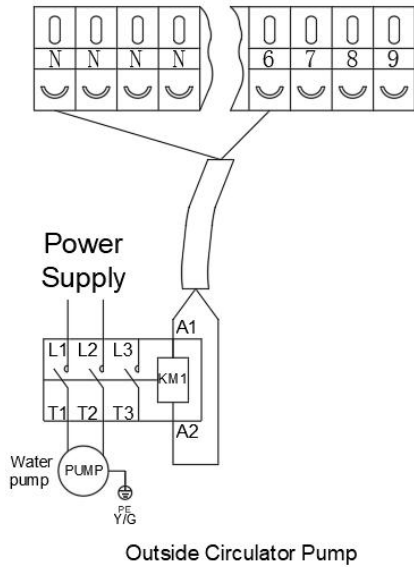 N N N N 6 7 8 9
Power
Supply
A1
L1 L2 L3
KM1
T1 T2 T3
A2
Water
pump
PUMP
PE
Y/G
Outside Circulator Pump